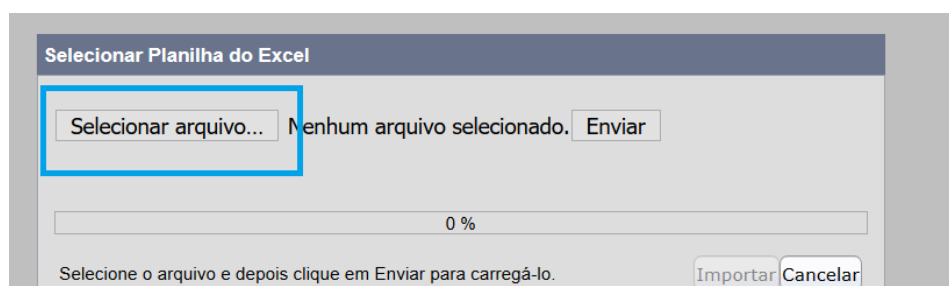 Selecionar Planilha do Excel
Selecionar arquivo... Nenhum arquivo selecionado. Enviar
0 %
Selecione o arquivo e depois clique em Enviar para carregá-lo. Importar Cancelar